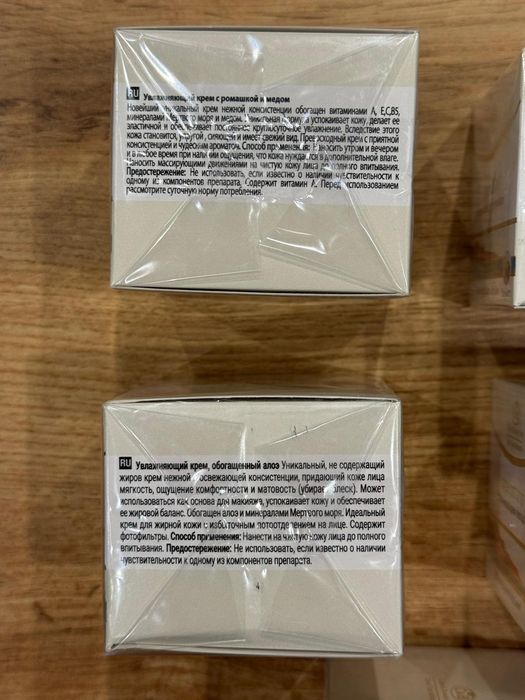 RU Увлажняющий крем с ромашкой и медом
Новейший уникальный крем нежной консистенции обогащен витаминами А, Е,С,В5,
минералами Мертвого моря и медом. Уникальная формула успокаивает кожу, делает ее
эластичной и обеспечивает постоянное круглосуточное увлажнение. Вследствие этого
кожа становится упругой, сияющей и имеет свежий вид. Превосходный крем с приятной
консистенцией и чудесным ароматом. Способ применения: Наносить утром и вечером
и в любое время при наличии ощущения, что кожа нуждается в дополнительной влаге.
Наносить массирующими движениями на чистую кожу лица до полного впитывания.
Предостережение: Не использовать, если известно о наличии чувствительности к
одному из компонентов препарата, Содержит витамин А. Перед использованием
рассмотрите суточную норму потребления.
RU Увлажняющий крем, обогащенный алоэ Уникальный, не содержащий
жиров крем нежной освежающей консистенции, придающий коже лица
мягкость, ощущение комфортности и матовость (убирает блеск). Может
использоваться как основа для макияжа, успокаивает кожу и обеспечивает
ее жировой баланс. Обогащен алоэ и минералами Мертвого моря. Идеальный
крем для жирной кожи с избыточным потоотделением на лице. Содержит
фотофильтры. Способ применения: Нанести на чистую кожу лица до полного
впитывания. Предостережение: Не использовать, если известно о наличии
чувствительности к одному из компонентов препарста.
4